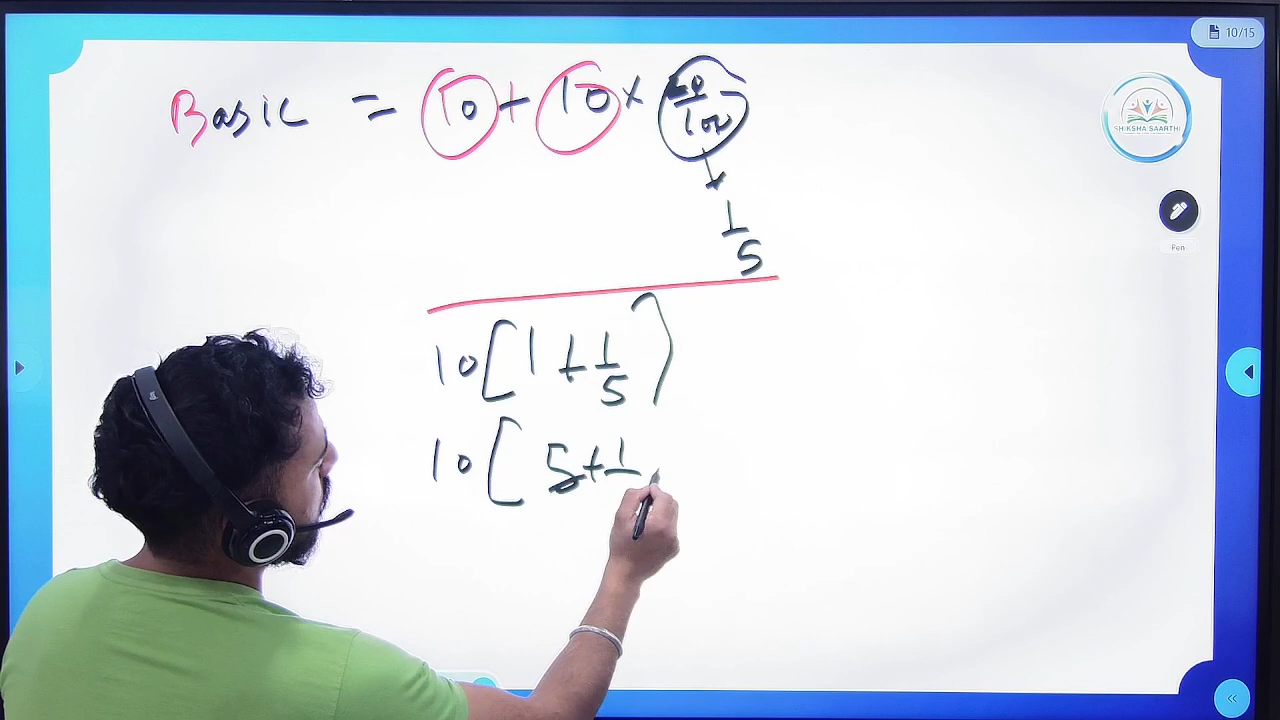 10/15
Basic = 10 + 10 × 20/100
SHIKSHA SAARTHI
Pen
1/5
10[1 + 1/5]
10[5+1